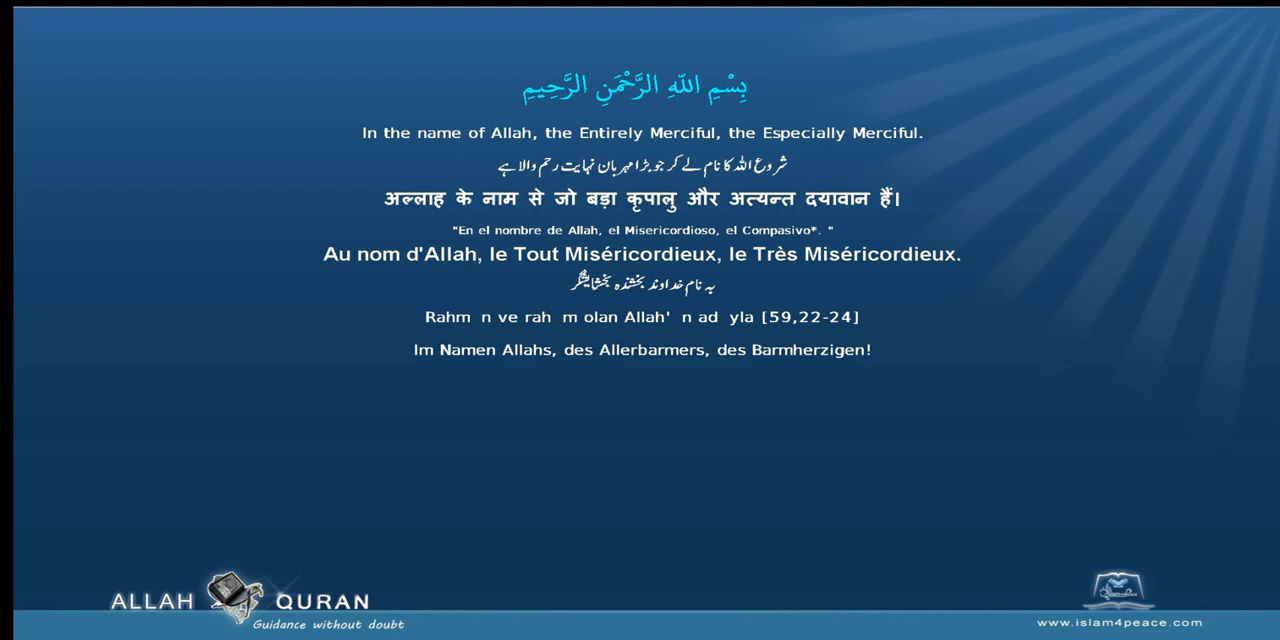 بِسْمِ اللّهِ الرَّحْمَنِ الرَّحِيمِ
In the name of Allah, the Entirely Merciful, the Especially Merciful.
شروع الله کا نام لے کر جو بڑا مہربان نہایت رحم والا ہے
अल्लाह के नाम से जो बड़ा कृपालु और अत्यन्त दयावान हैं।
"En el nombre de Allah, el Misericordioso, el Compasivo*. "
Au nom d'Allah, le Tout Miséricordieux, le Très Miséricordieux.
به نام خداوند بخشنده بخشایشگر
Rahm n ve rah m olan Allah' n ad yla [59,22-24]
Im Namen Allahs, des Allerbarmers, des Barmherzigen!
ALLAH QURAN
Guidance without doubt
www.islam4peace.com